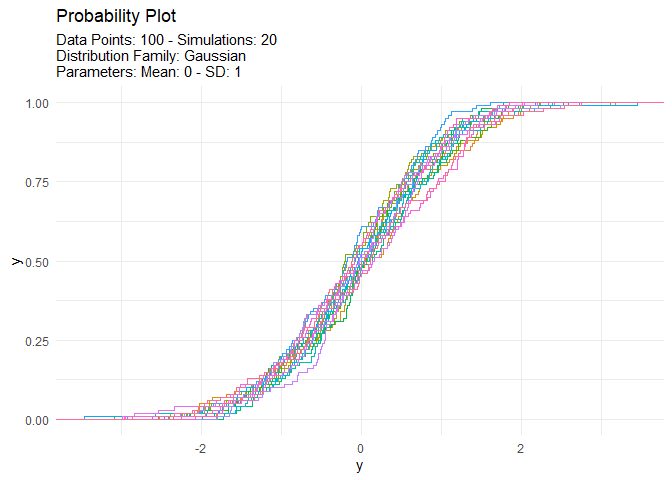 Probability Plot
Data Points: 100 - Simulations: 20
Distribution Family: Gaussian
Parameters: Mean: 0 - SD: 1
1.00
0.75
y
0.50
0.25
0.00
-2
0
2
y